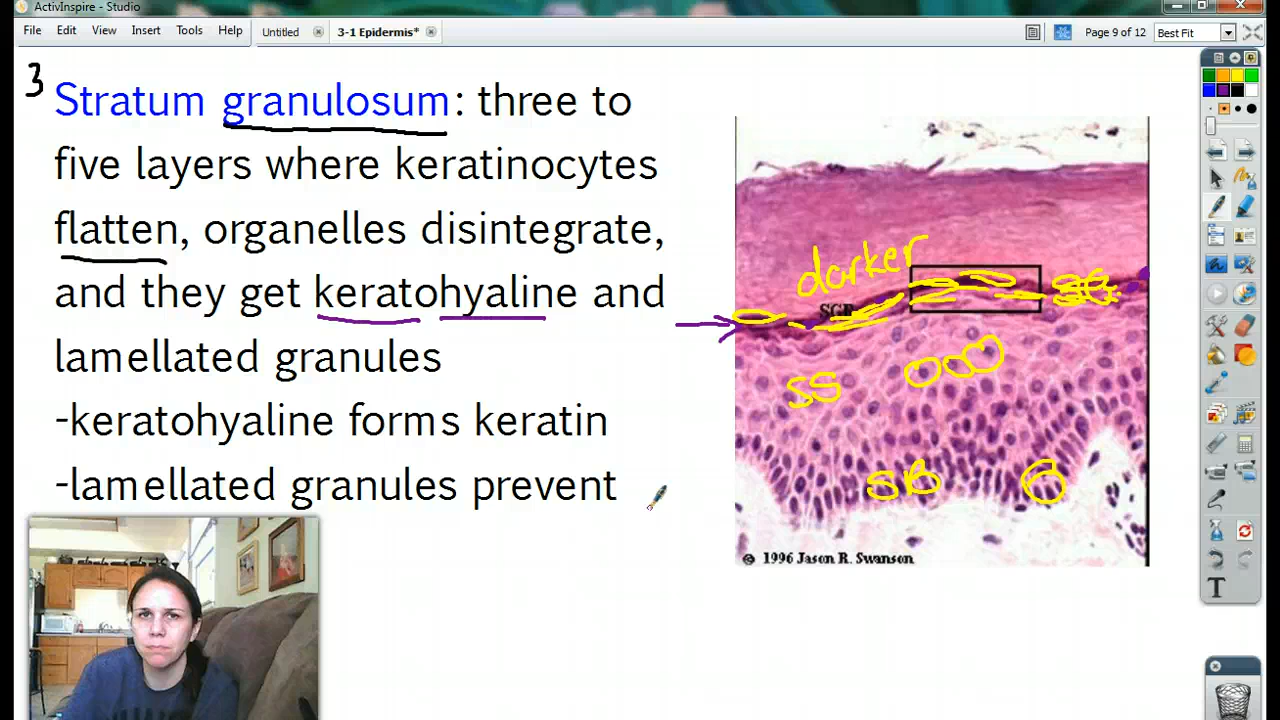 ActivInspire - Studio
File Edit View Insert Tools Help Untitled 3-1 Epidermis* Page 9 of 12 Best Fit
3
Stratum granulosum: three to
five layers where keratinocytes
flatten, organelles disintegrate,
and they get keratohyaline and
lamellated granules
-keratohyaline forms keratin
-lamellated granules prevent
darker
SG
SS
SB
© 1996 Jason R. Swanson
T